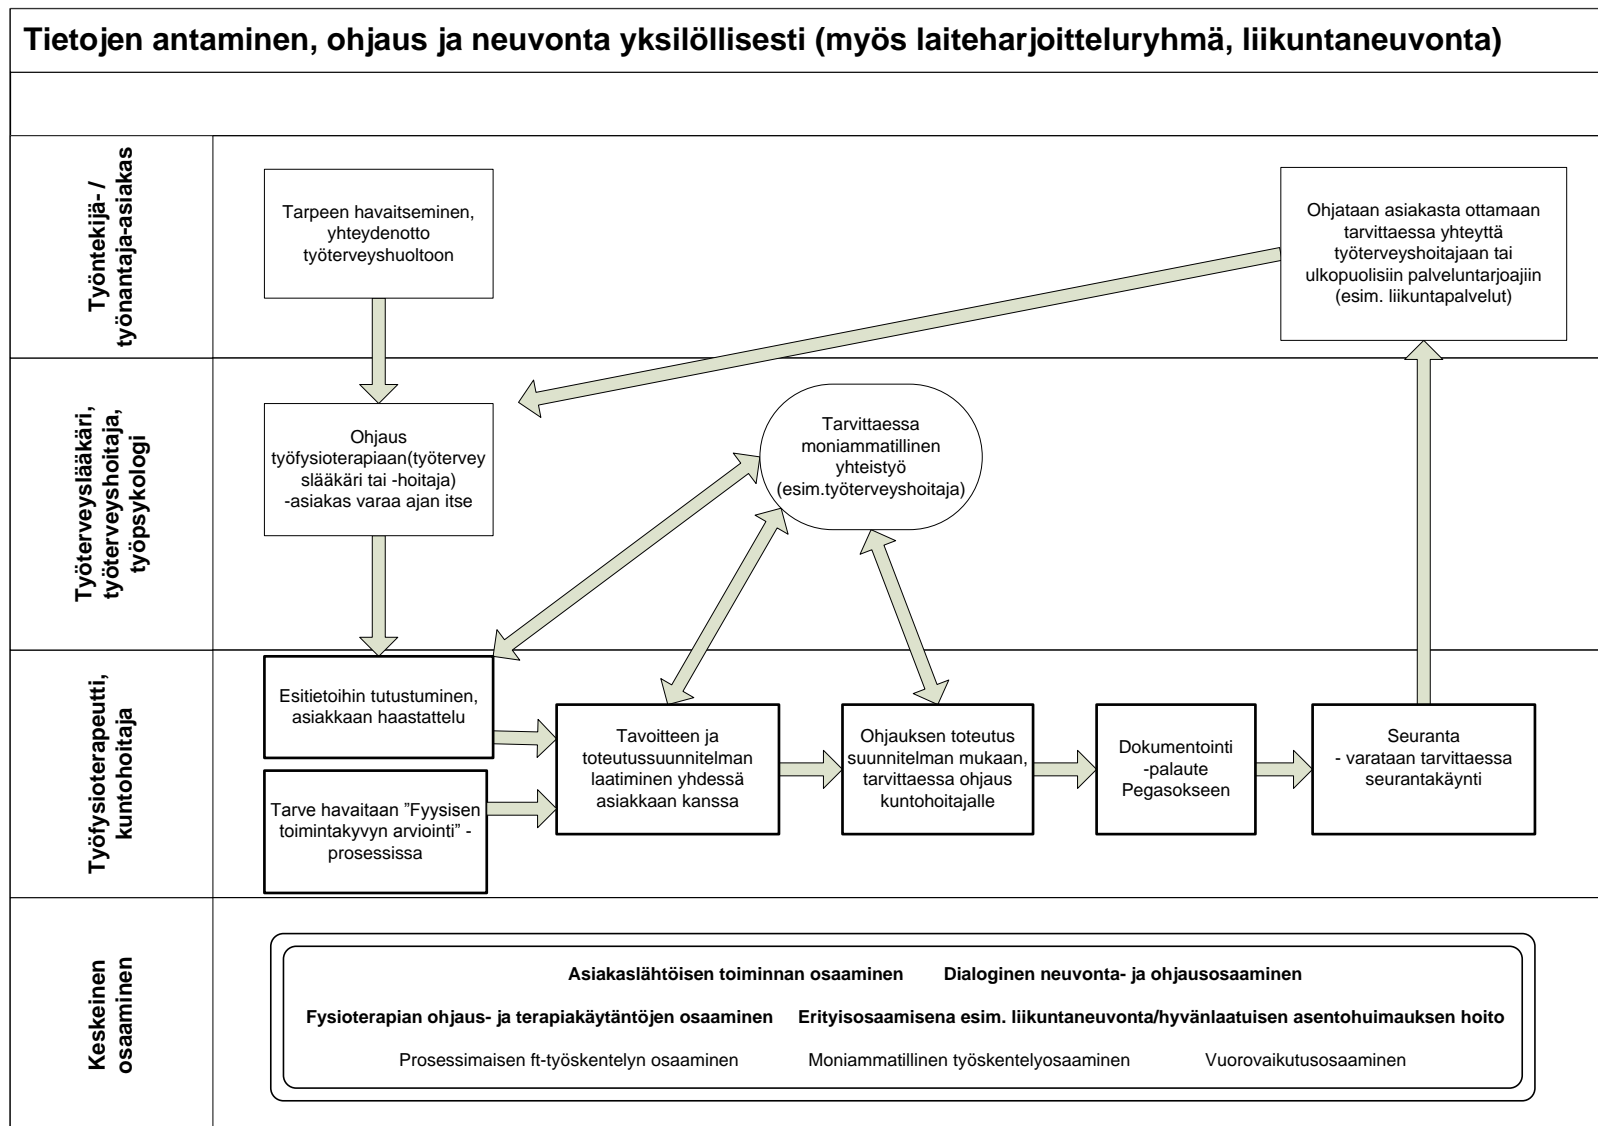 Tietojen antaminen, ohjaus ja neuvonta yksilöllisesti (myös laiteharjoitteluryhmä, liikuntaneuvonta)
Työntekijä- /
työnantaja-asiakas
Tarpeen havaitseminen,
yhteydenotto
työterveyshuoltoon
Ohjataan asiakasta ottamaan
tarvittaessa yhteyttä
työterveyshoitajaan tai
ulkopuolisiin palveluntarjoajiin
(esim. liikuntapalvelut)
Työterveyslääkäri,
työterveyshoitaja,
työpsykologi
Ohjaus
työfysioterapiaan(työtervey
slääkäri tai -hoitaja)
-asiakas varaa ajan itse
Tarvittaessa
moniammatillinen
yhteistyö
(esim.työterveyshoitaja)
Työfysioterapeutti,
kuntohoitaja
Esitietoihin tutustuminen,
asiakkaan haastattelu
Tarve havaitaan ”Fyysisen
toimintakyvyn arviointi” -
prosessissa
Tavoitteen ja
toteutussuunnitelman
laatiminen yhdessä
asiakkaan kanssa
Ohjauksen toteutus
suunnitelman mukaan,
tarvittaessa ohjaus
kuntohoitajalle
Dokumentointi
-palaute
Pegasokseen
Seuranta
- varataan tarvittaessa
seurantakäynti
Keskeinen
osaaminen
Asiakaslähtöisen toiminnan osaaminen Dialoginen neuvonta- ja ohjausosaaminen
Fysioterapian ohjaus- ja terapiakäytäntöjen osaaminen Erityisosaamisena esim. liikuntaneuvonta/hyvänlaatuisen asentohuimauksen hoito
Prosessimaisen ft-työskentelyn osaaminen Moniammatillinen työskentelyosaaminen Vuorovaikutusosaaminen